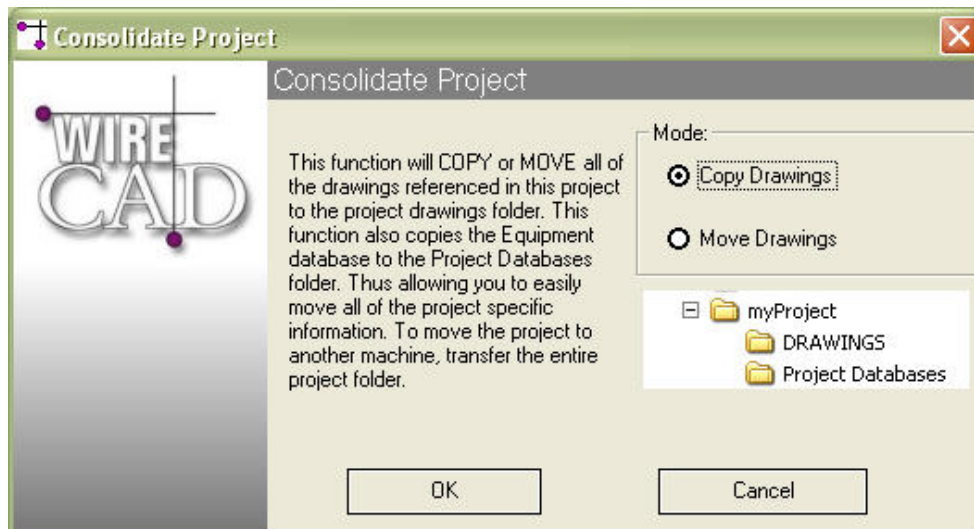 Consolidate Project
WIRE
CAD
Consolidate Project
This function will COPY or MOVE all of
the drawings referenced in this project
to the project drawings folder. This
function also copies the Equipment
database to the Project Databases
folder. Thus allowing you to easily
move all of the project specific
information. To move the project to
another machine, transfer the entire
project folder.
Mode:
Copy Drawings
Move Drawings
myProject
DRAWINGS
Project Databases
OK
Cancel